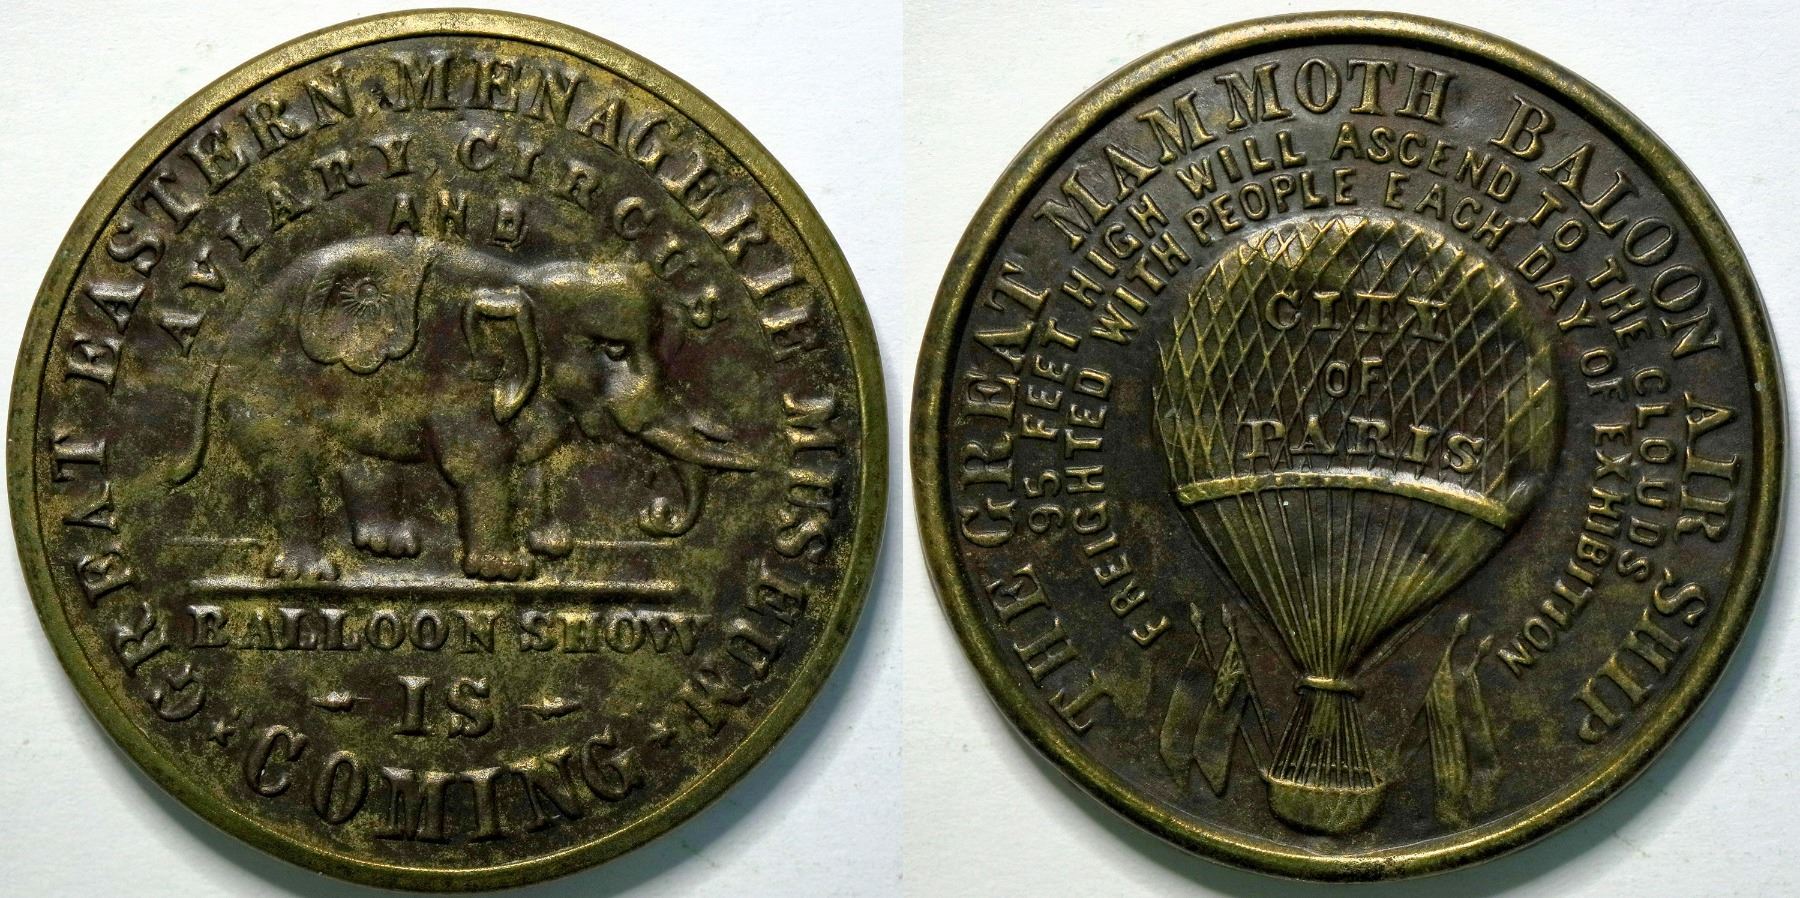 GREAT EASTERN MENAGERIE MUSEUM
AVIARY, CIRCUS
AND
BALLOON SHOW
- IS -
COMING
THE GREAT MAMMOTH BALOON AIR SHIP
95 FEET HIGH WILL ASCEND TO THE CLOUDS
FREIGHTED WITH PEOPLE EACH DAY OF EXHIBITION
CITY
OF
PARIS